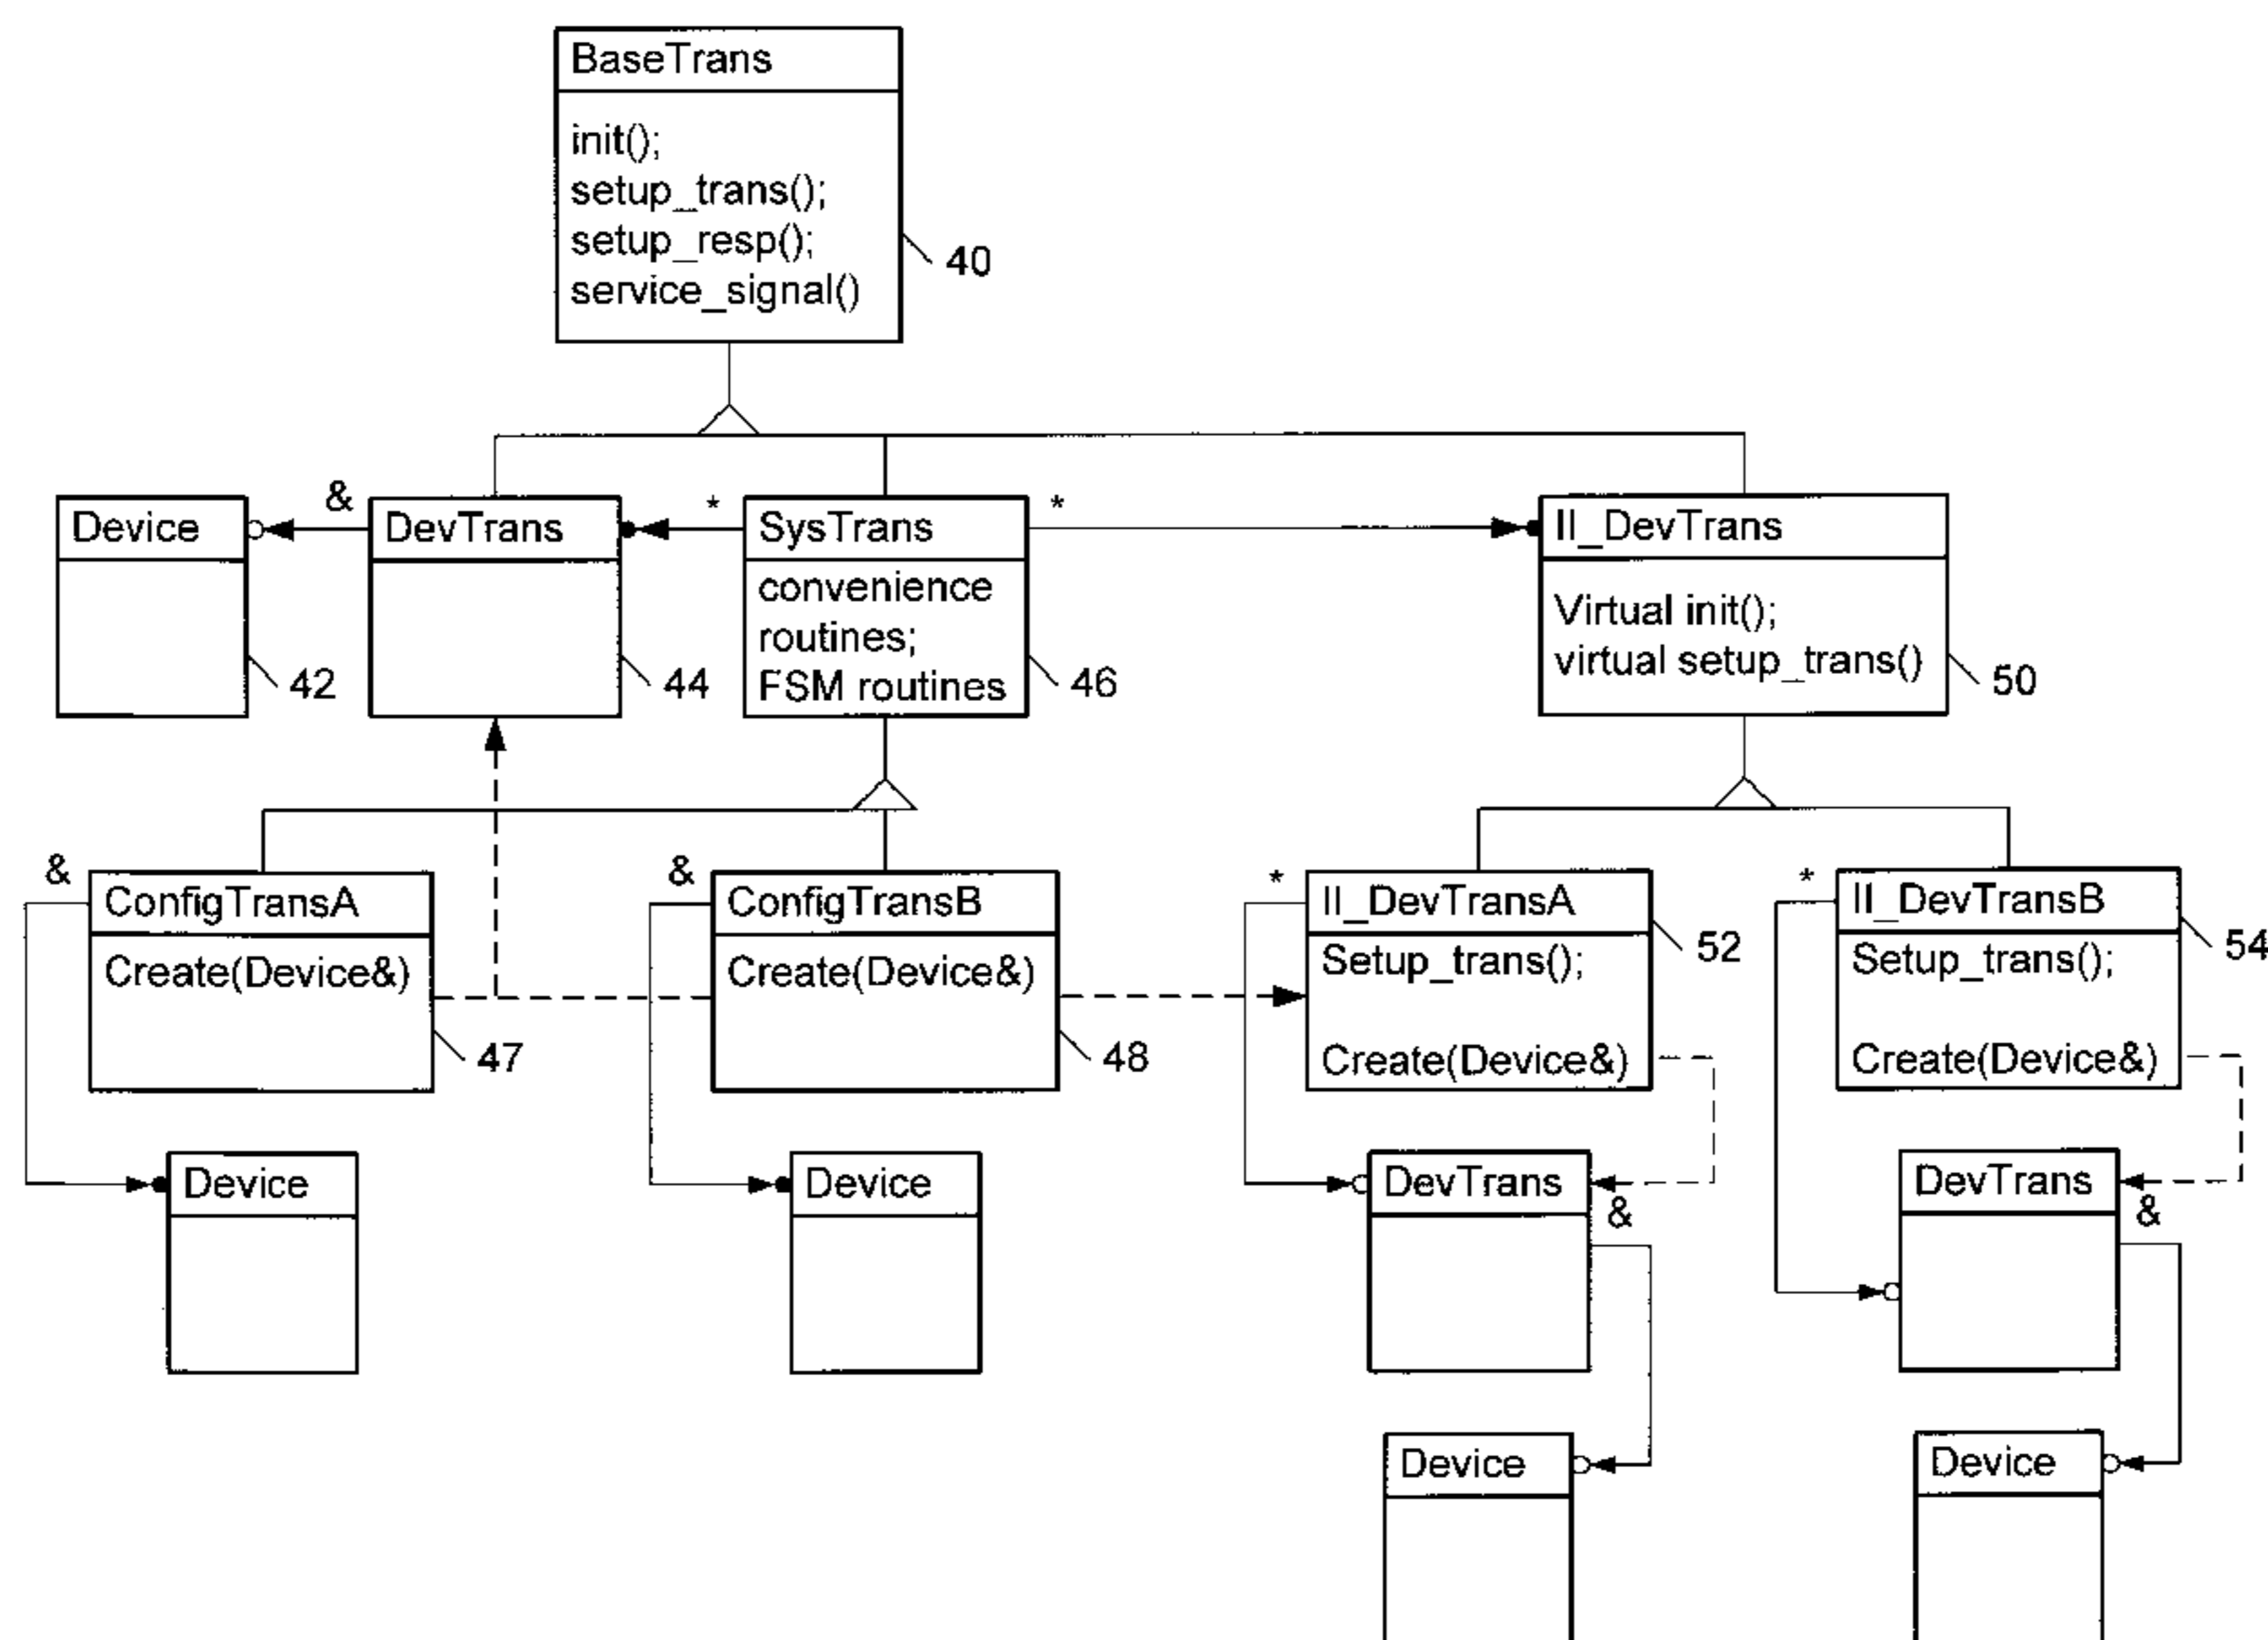 BaseTrans
init();
setup_trans();
setup_resp();
service_signal()
40
Device
42
&
DevTrans
44
*
SysTrans
convenience
routines;
FSM routines
46
*
II_DevTrans
Virtual init();
virtual setup_trans()
50
&
ConfigTransA
Create(Device&)
47
&
ConfigTransB
Create(Device&)
48
*
II_DevTransA
Setup_trans();
Create(Device&)
52
*
II_DevTransB
Setup_trans();
Create(Device&)
54
Device
Device
DevTrans
&
DevTrans
&
Device
Device